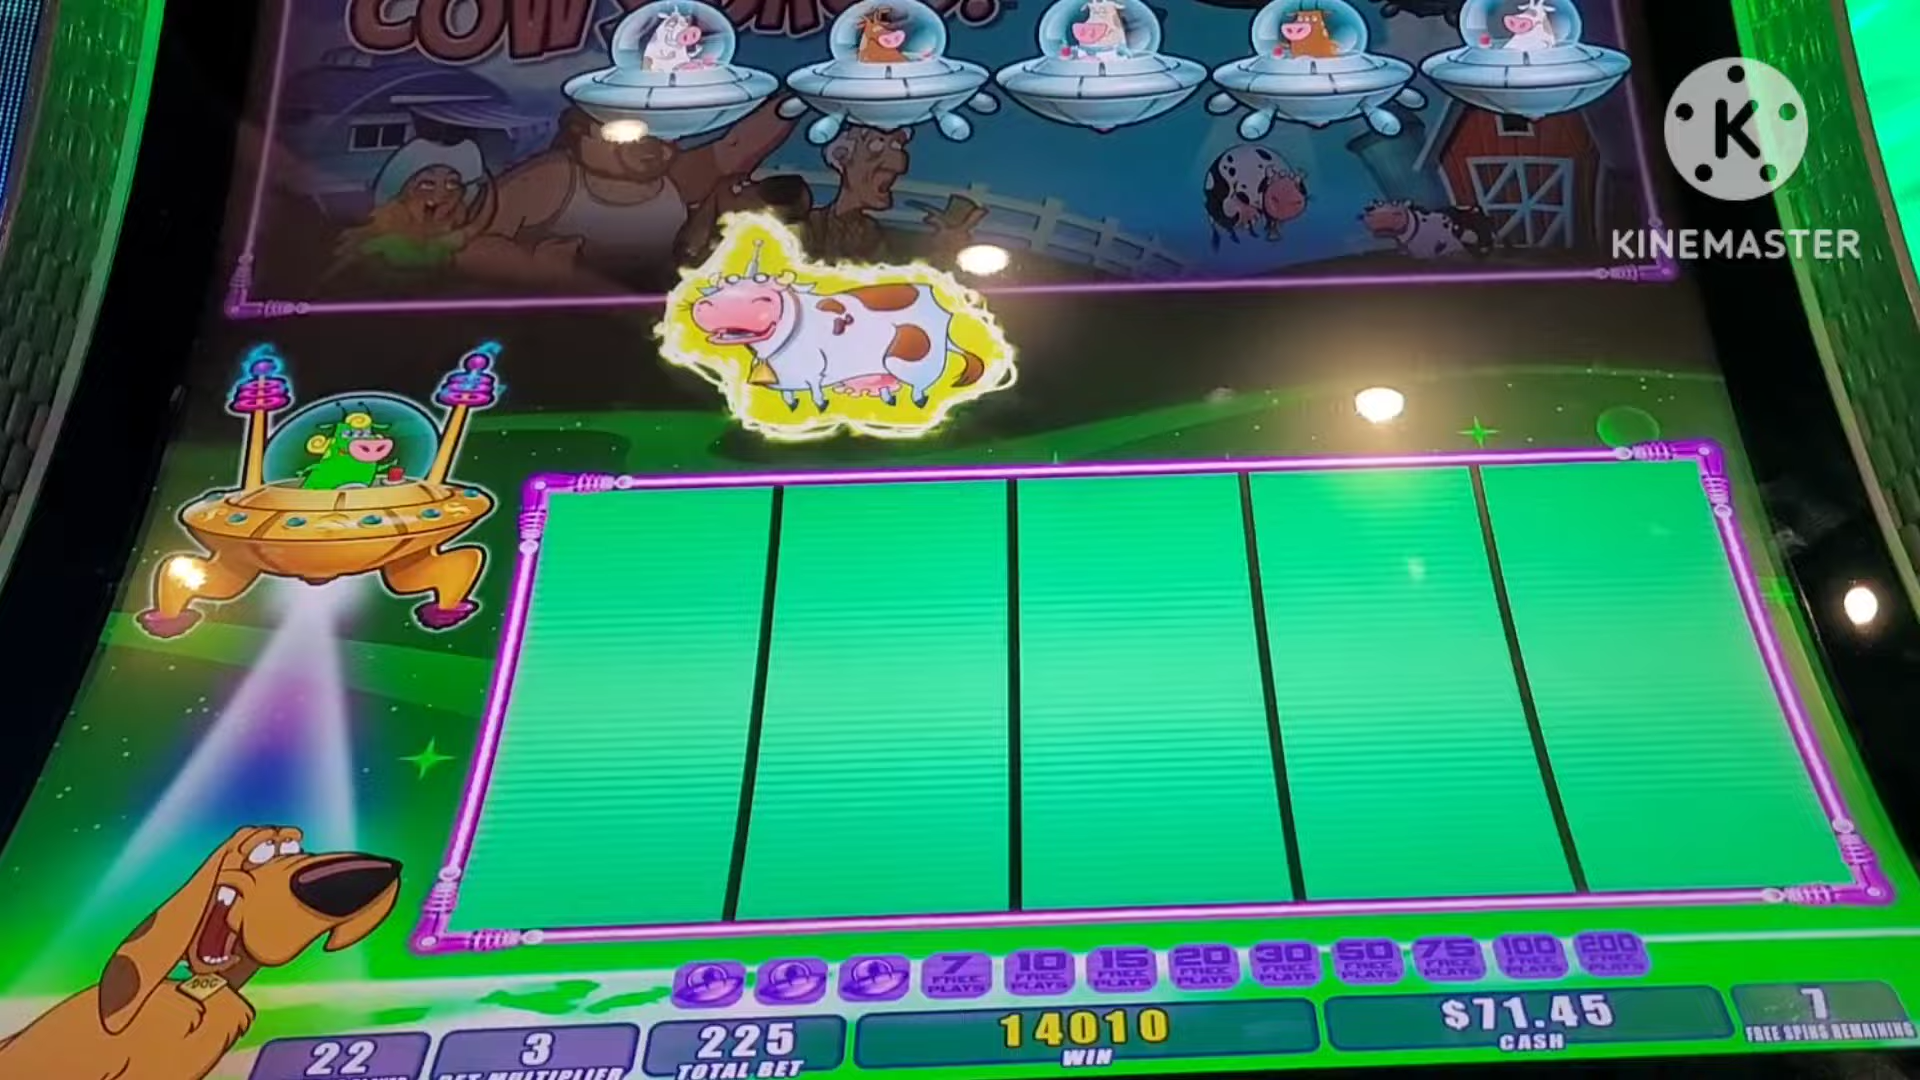 COW
K
KINEMASTER
DOG
7 FREE PLAYS
10 FREE PLAYS
15 FREE PLAYS
20 FREE PLAYS
30 FREE PLAYS
50 FREE PLAYS
75 FREE PLAYS
100 FREE PLAYS
200 FREE PLAYS
22
3
BET MULTIPLIER
225
TOTAL BET
14010
WIN
$71.45
CASH
7
FREE SPINS REMAINING